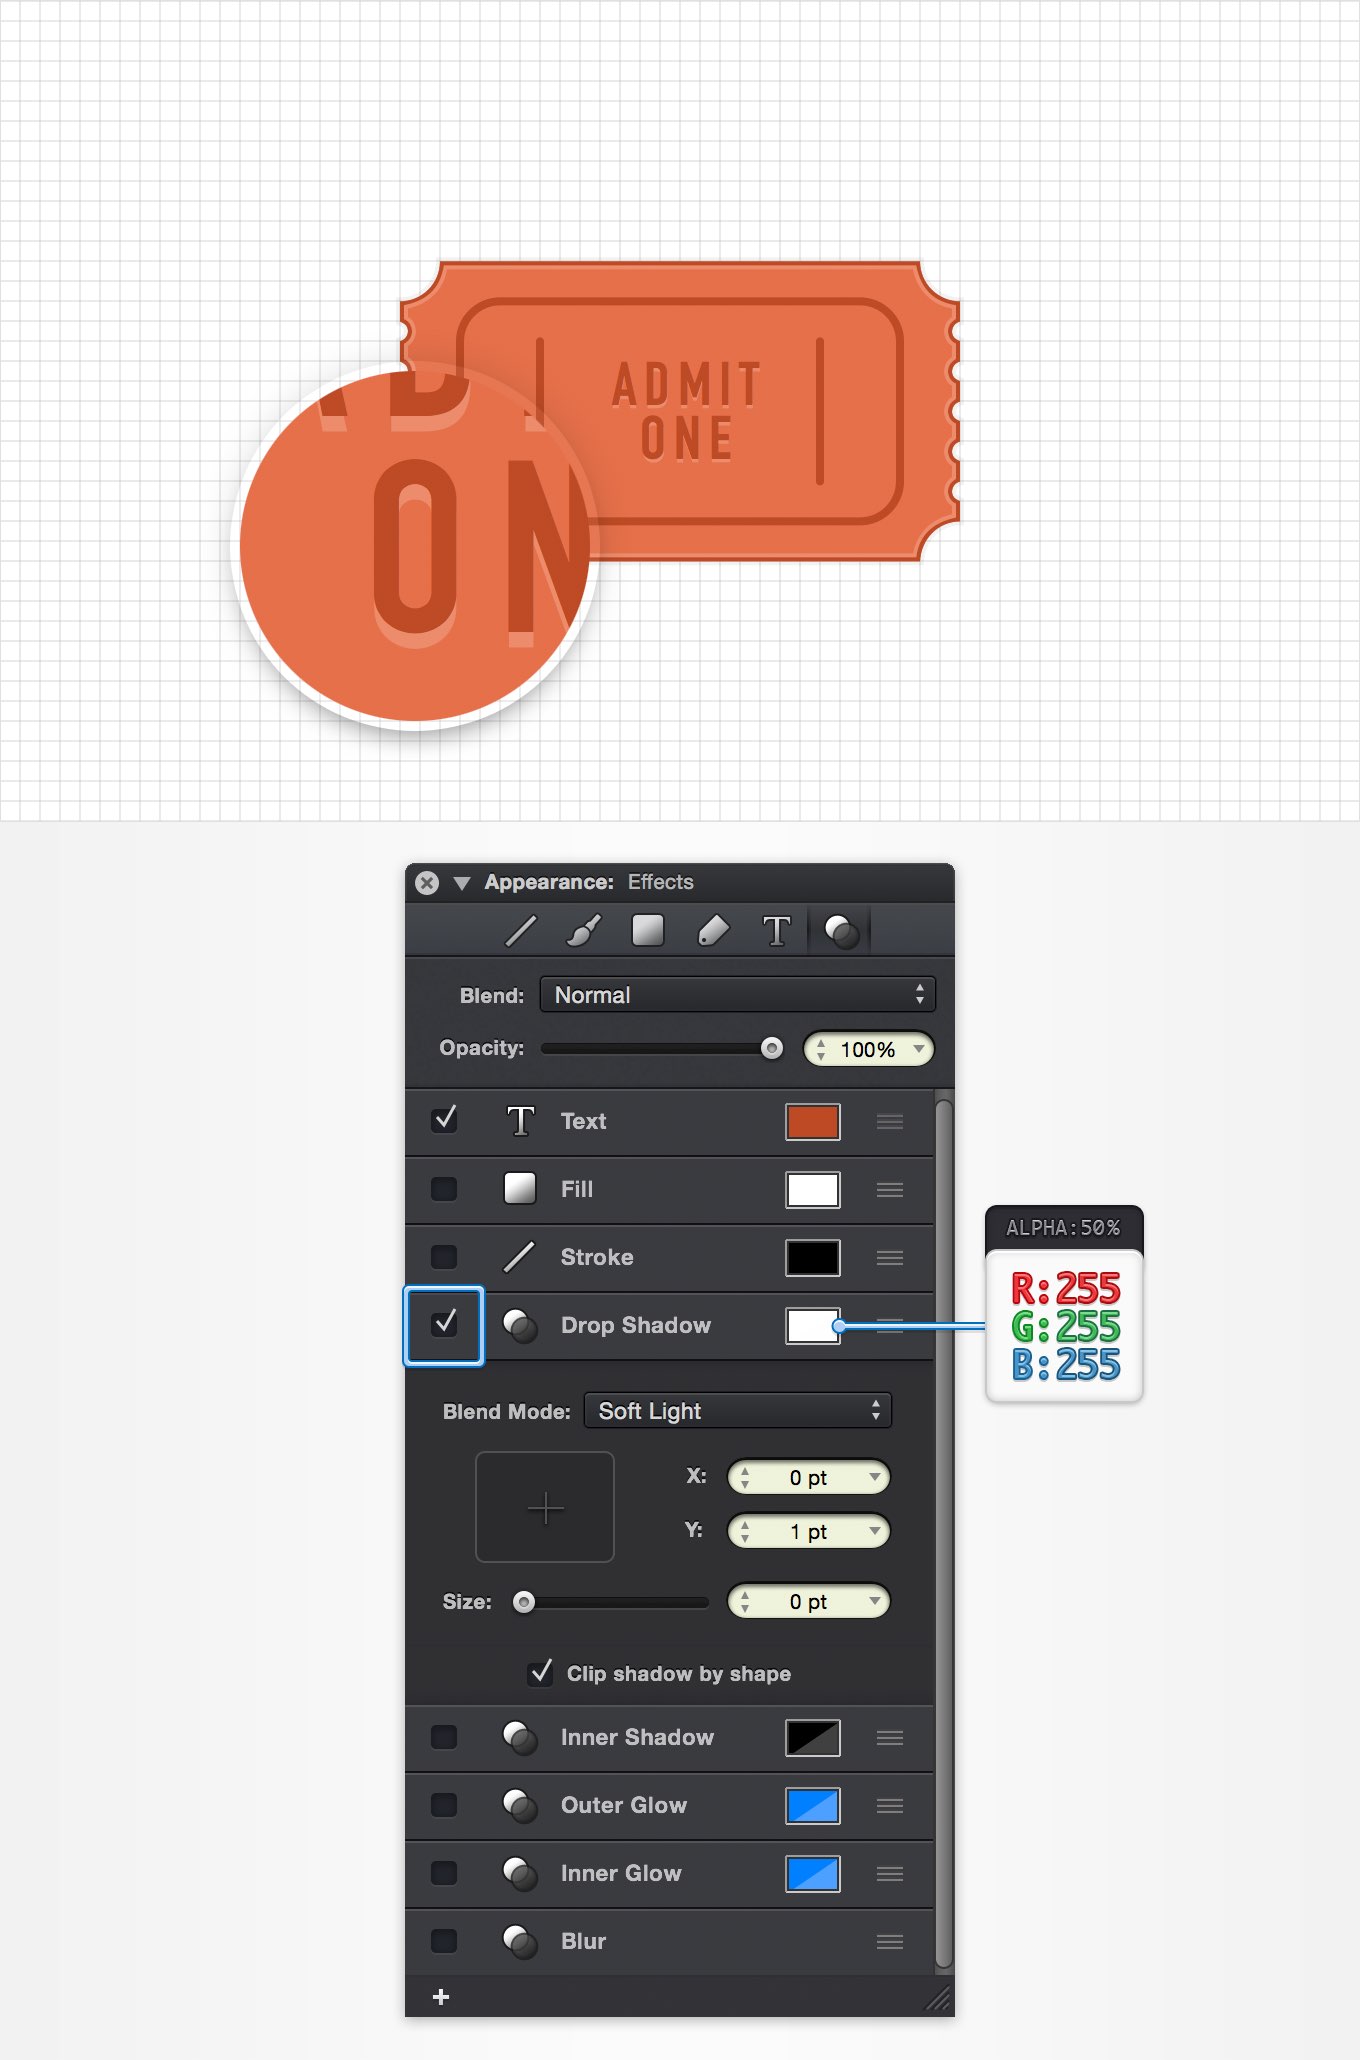 ADMIT
ONE
AD
ON
Appearance: Effects
T
Blend: Normal
Opacity: 100%
T Text
Fill
Stroke
Drop Shadow
ALPHA:50%
R:255
G:255
B:255
Blend Mode: Soft Light
X: 0 pt
Y: 1 pt
Size: 0 pt
Clip shadow by shape
Inner Shadow
Outer Glow
Inner Glow
Blur